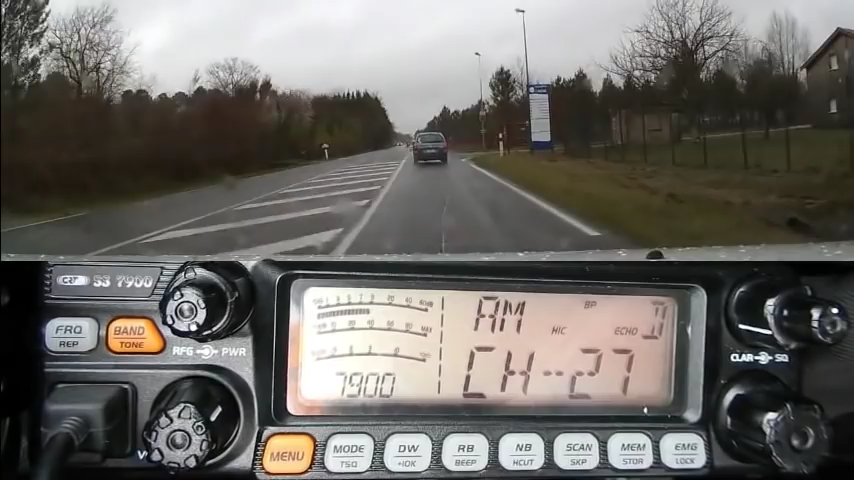 CRT SS 7900
FRQ
REP
BAND
TONE
RFG PWR
AM
BP
HIC
ECHO
D
7900
CH--27
CLAR SQ
MENU
MODE
TSQ
DW
+10K
RB
BEEP
NB
HCUT
SCAN
SKP
MEM
STOR
EMG
LOCK